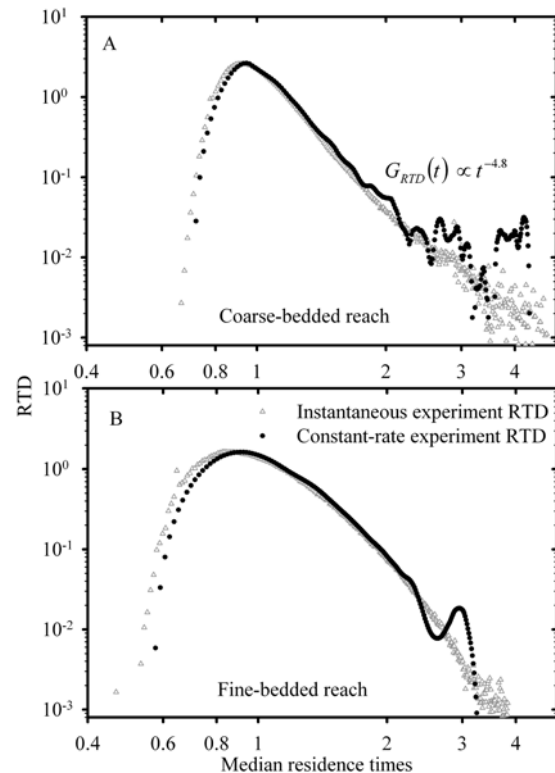 10¹
A
10⁰
10⁻¹
G_RTD(t) ∝ t⁻⁴·⁸
10⁻²
10⁻³
Coarse-bedded reach
0.4 0.6 0.8 1 2 3 4
RTD
10¹
B
Instantaneous experiment RTD
Constant-rate experiment RTD
10⁰
10⁻¹
10⁻²
10⁻³
Fine-bedded reach
0.4 0.6 0.8 1 2 3 4
Median residence times